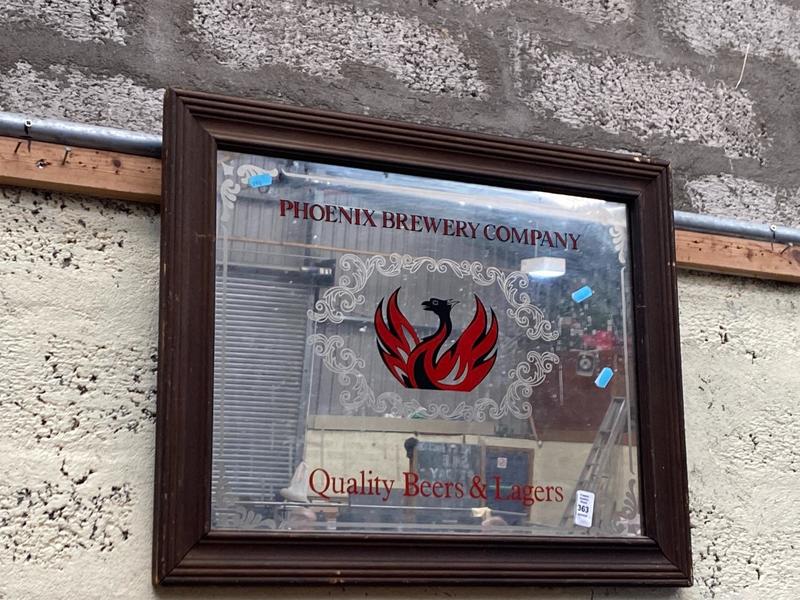 PHOENIX BREWERY COMPANY
Quality Beers & Lagers
363